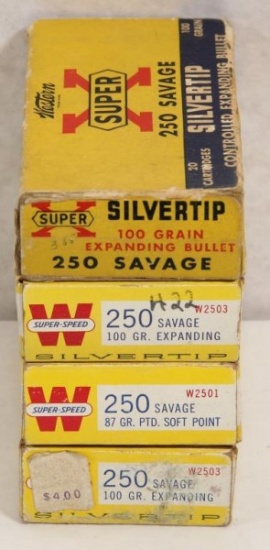 Western
SUPER X
250 SAVAGE
SILVERTIP
100 GRAIN
20 CARTRIDGES
CONTROLLED EXPANDING BULLET
SUPER X
SILVERTIP
100 GRAIN
EXPANDING BULLET
250 SAVAGE
H22
W2503
W
SUPER-SPEED
250 SAVAGE
100 GR. EXPANDING
SILVERTIP
W2501
W
SUPER-SPEED
250 SAVAGE
87 GR. PTD. SOFT POINT
W2503
250 SAVAGE
100 GR. EXPANDING
$4.00